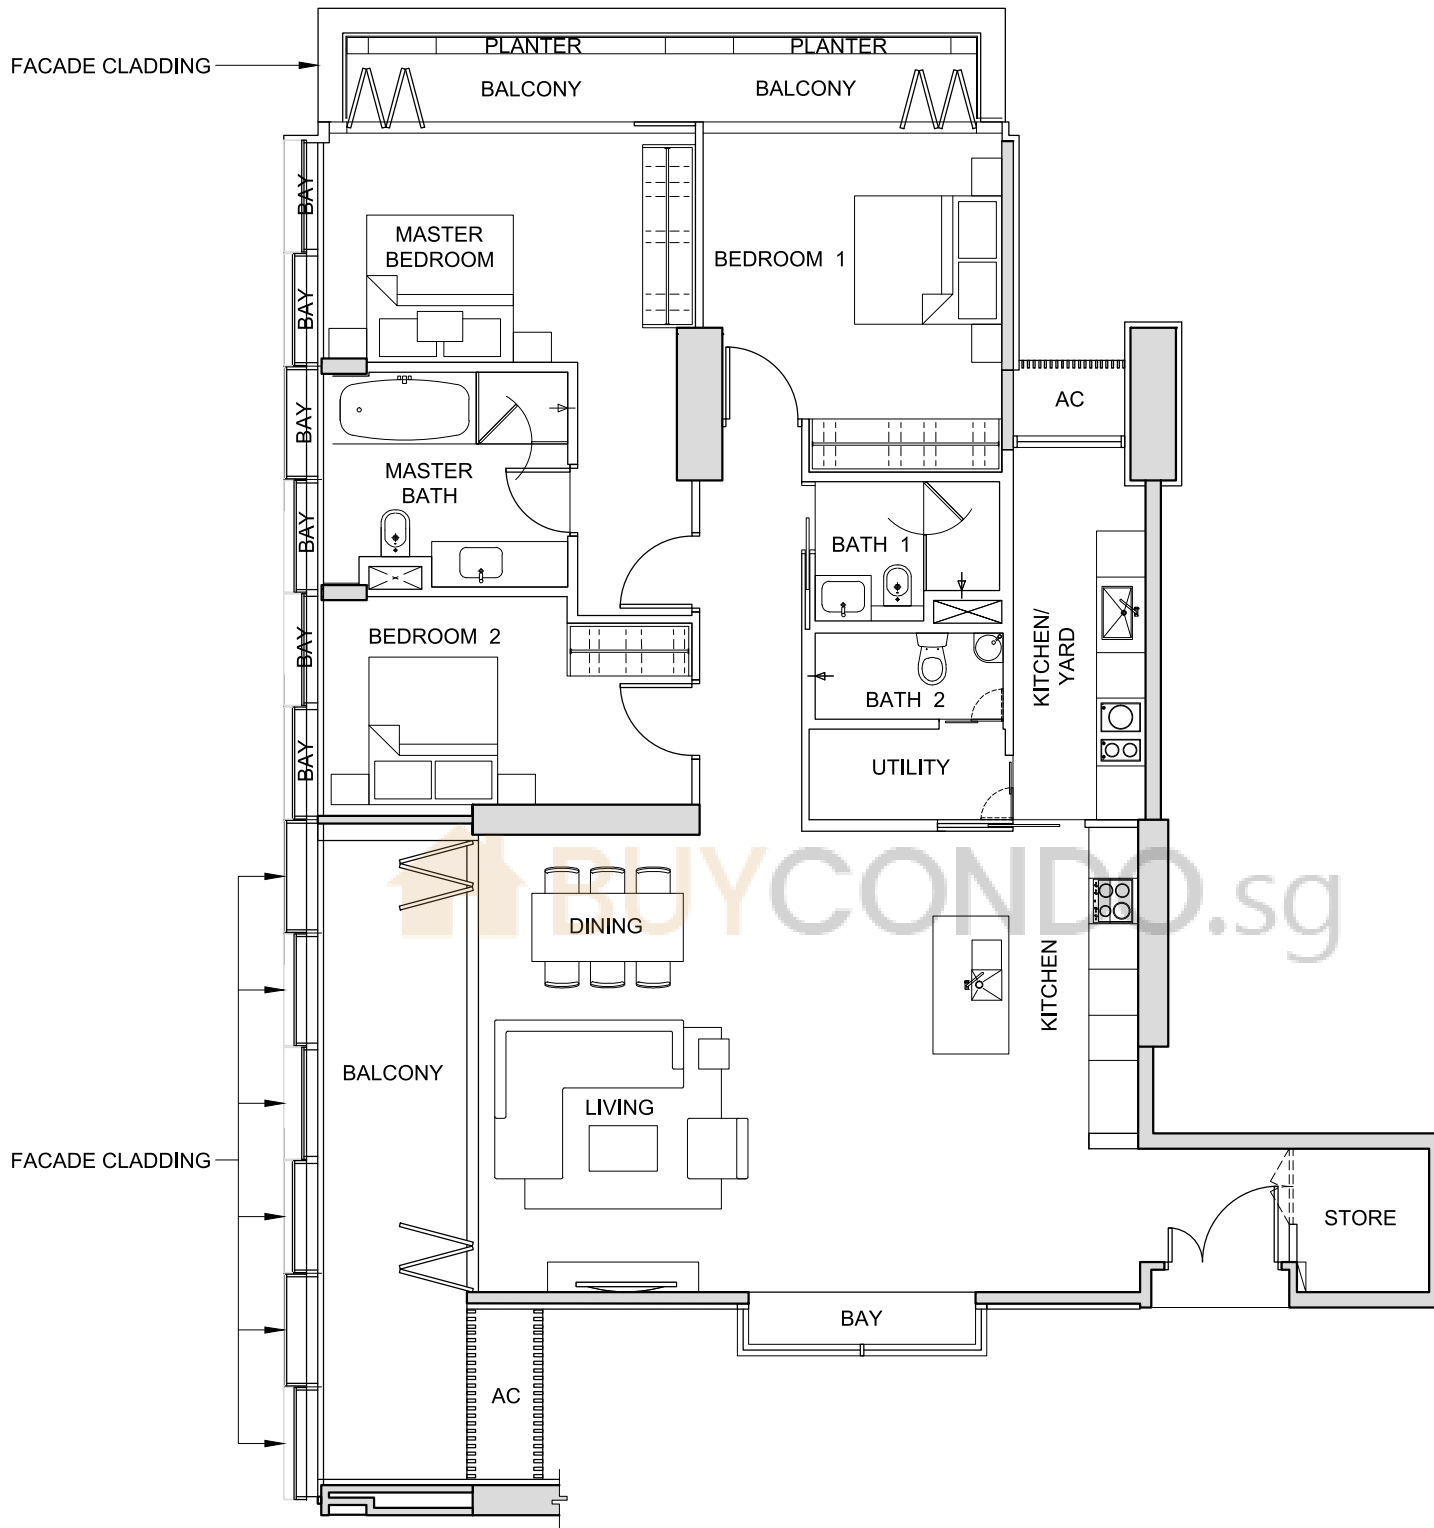 PLANTER PLANTER
FACADE CLADDING
BALCONY BALCONY
BAY
MASTER
BEDROOM
BEDROOM 1
BAY
AC
BAY
MASTER
BATH
BAY
BATH 1
BEDROOM 2
BAY
KITCHEN/
YARD
BATH 2
BAY
UTILITY
BUYCONDO.sg
DINING
KITCHEN
BALCONY
LIVING
FACADE CLADDING
STORE
BAY
AC